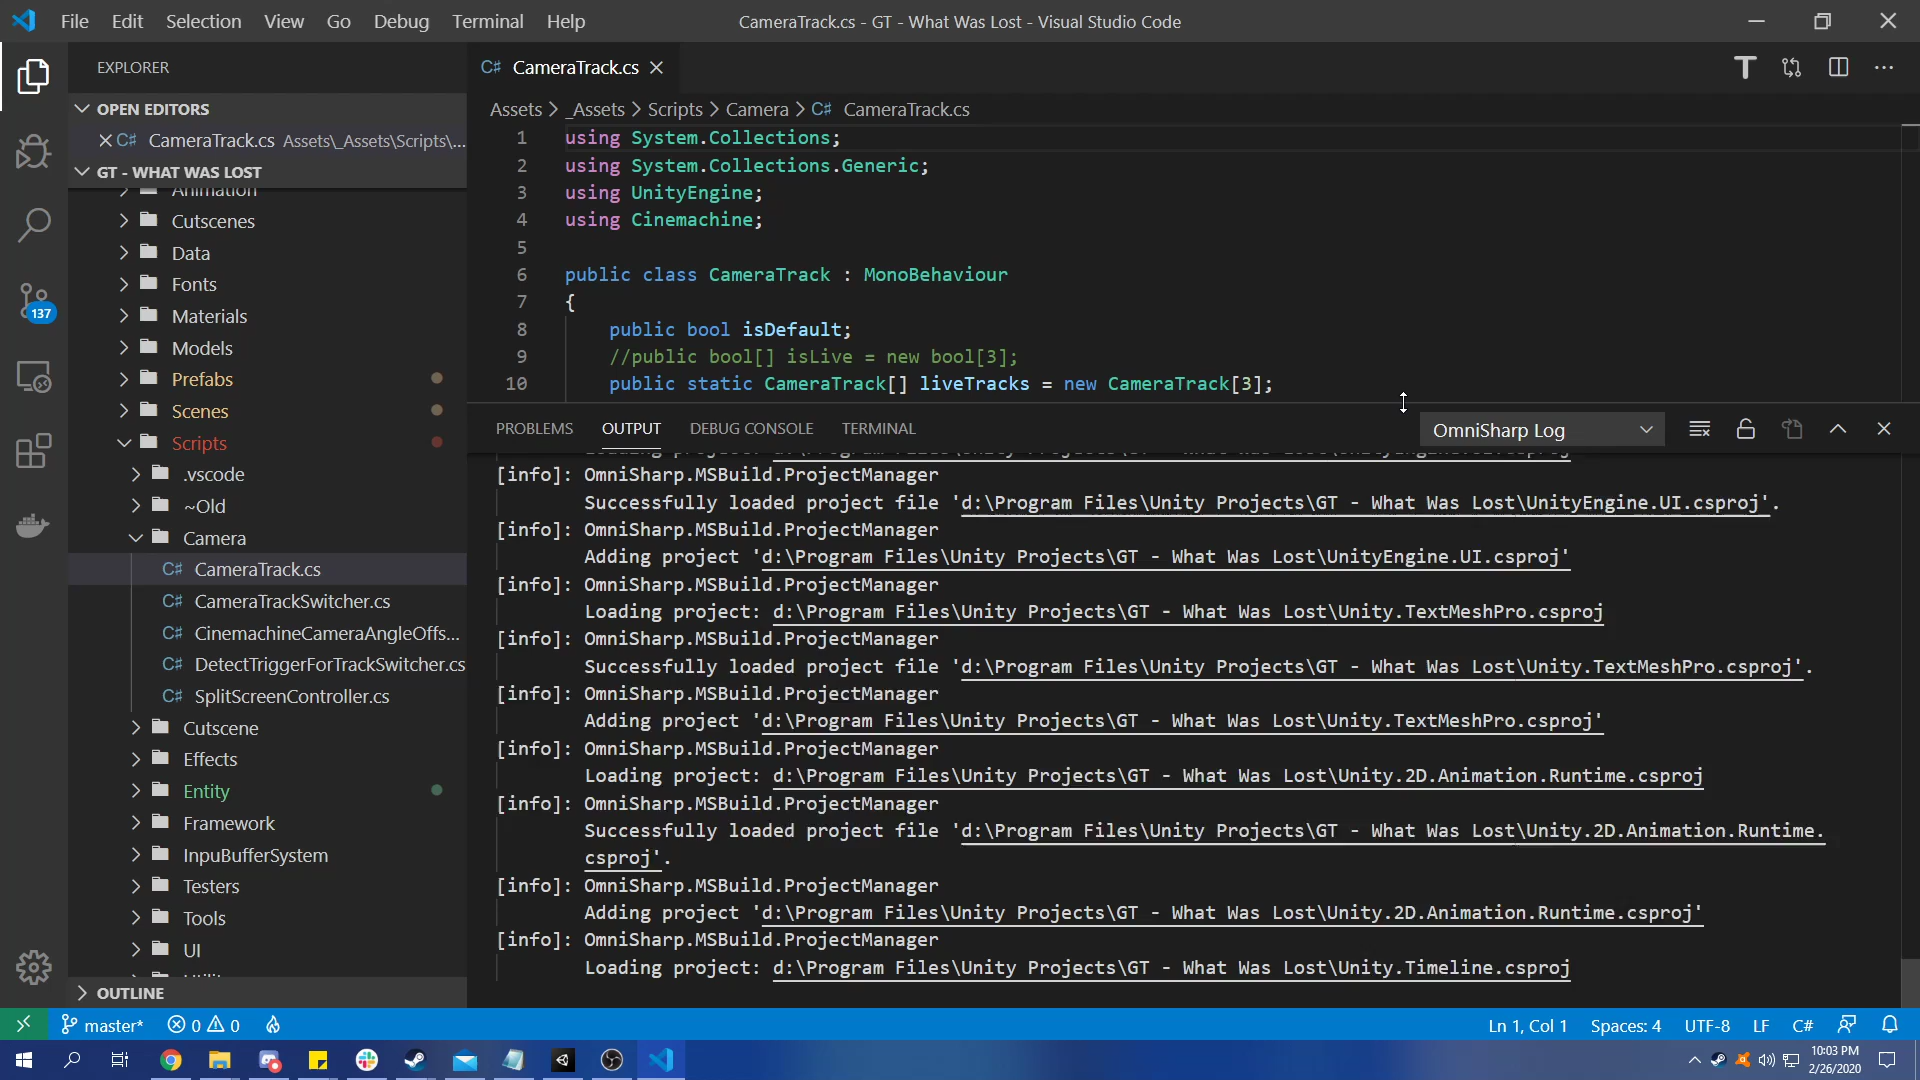 File Edit Selection View Go Debug Terminal Help
CameraTrack.cs - GT - What Was Lost - Visual Studio Code
EXPLORER
OPEN EDITORS
C# CameraTrack.cs Assets\_Assets\Scripts\...
GT - WHAT WAS LOST
Animation
Cutscenes
Data
Fonts
Materials
Models
Prefabs
Scenes
Scripts
.vscode
~Old
Camera
C# CameraTrack.cs
C# CameraTrackSwitcher.cs
C# CinemachineCameraAngleOffs...
C# DetectTriggerForTrackSwitcher.cs
C# SplitScreenController.cs
Cutscene
Effects
Entity
Framework
InpuBufferSystem
Testers
Tools
UI
OUTLINE
137
C# CameraTrack.cs
Assets > _Assets > Scripts > Camera > C# CameraTrack.cs
1 using System.Collections;
2 using System.Collections.Generic;
3 using UnityEngine;
4 using Cinemachine;
5
6 public class CameraTrack : MonoBehaviour
7 {
8 public bool isDefault;
9 //public bool[] isLive = new bool[3];
10 public static CameraTrack[] liveTracks = new CameraTrack[3];
PROBLEMS OUTPUT DEBUG CONSOLE TERMINAL
OmniSharp Log
[info]: OmniSharp.MSBuild.ProjectManager
Successfully loaded project file 'd:\Program Files\Unity Projects\GT - What Was Lost\UnityEngine.UI.csproj'.
[info]: OmniSharp.MSBuild.ProjectManager
Adding project 'd:\Program Files\Unity Projects\GT - What Was Lost\UnityEngine.UI.csproj'
[info]: OmniSharp.MSBuild.ProjectManager
Loading project: d:\Program Files\Unity Projects\GT - What Was Lost\Unity.TextMeshPro.csproj
[info]: OmniSharp.MSBuild.ProjectManager
Successfully loaded project file 'd:\Program Files\Unity Projects\GT - What Was Lost\Unity.TextMeshPro.csproj'.
[info]: OmniSharp.MSBuild.ProjectManager
Adding project 'd:\Program Files\Unity Projects\GT - What Was Lost\Unity.TextMeshPro.csproj'
[info]: OmniSharp.MSBuild.ProjectManager
Loading project: d:\Program Files\Unity Projects\GT - What Was Lost\Unity.2D.Animation.Runtime.csproj
[info]: OmniSharp.MSBuild.ProjectManager
Successfully loaded project file 'd:\Program Files\Unity Projects\GT - What Was Lost\Unity.2D.Animation.Runtime.
csproj'.
[info]: OmniSharp.MSBuild.ProjectManager
Adding project 'd:\Program Files\Unity Projects\GT - What Was Lost\Unity.2D.Animation.Runtime.csproj'
[info]: OmniSharp.MSBuild.ProjectManager
Loading project: d:\Program Files\Unity Projects\GT - What Was Lost\Unity.Timeline.csproj
master* 0 0
Ln 1, Col 1 Spaces: 4 UTF-8 LF C#
10:03 PM
2/26/2020